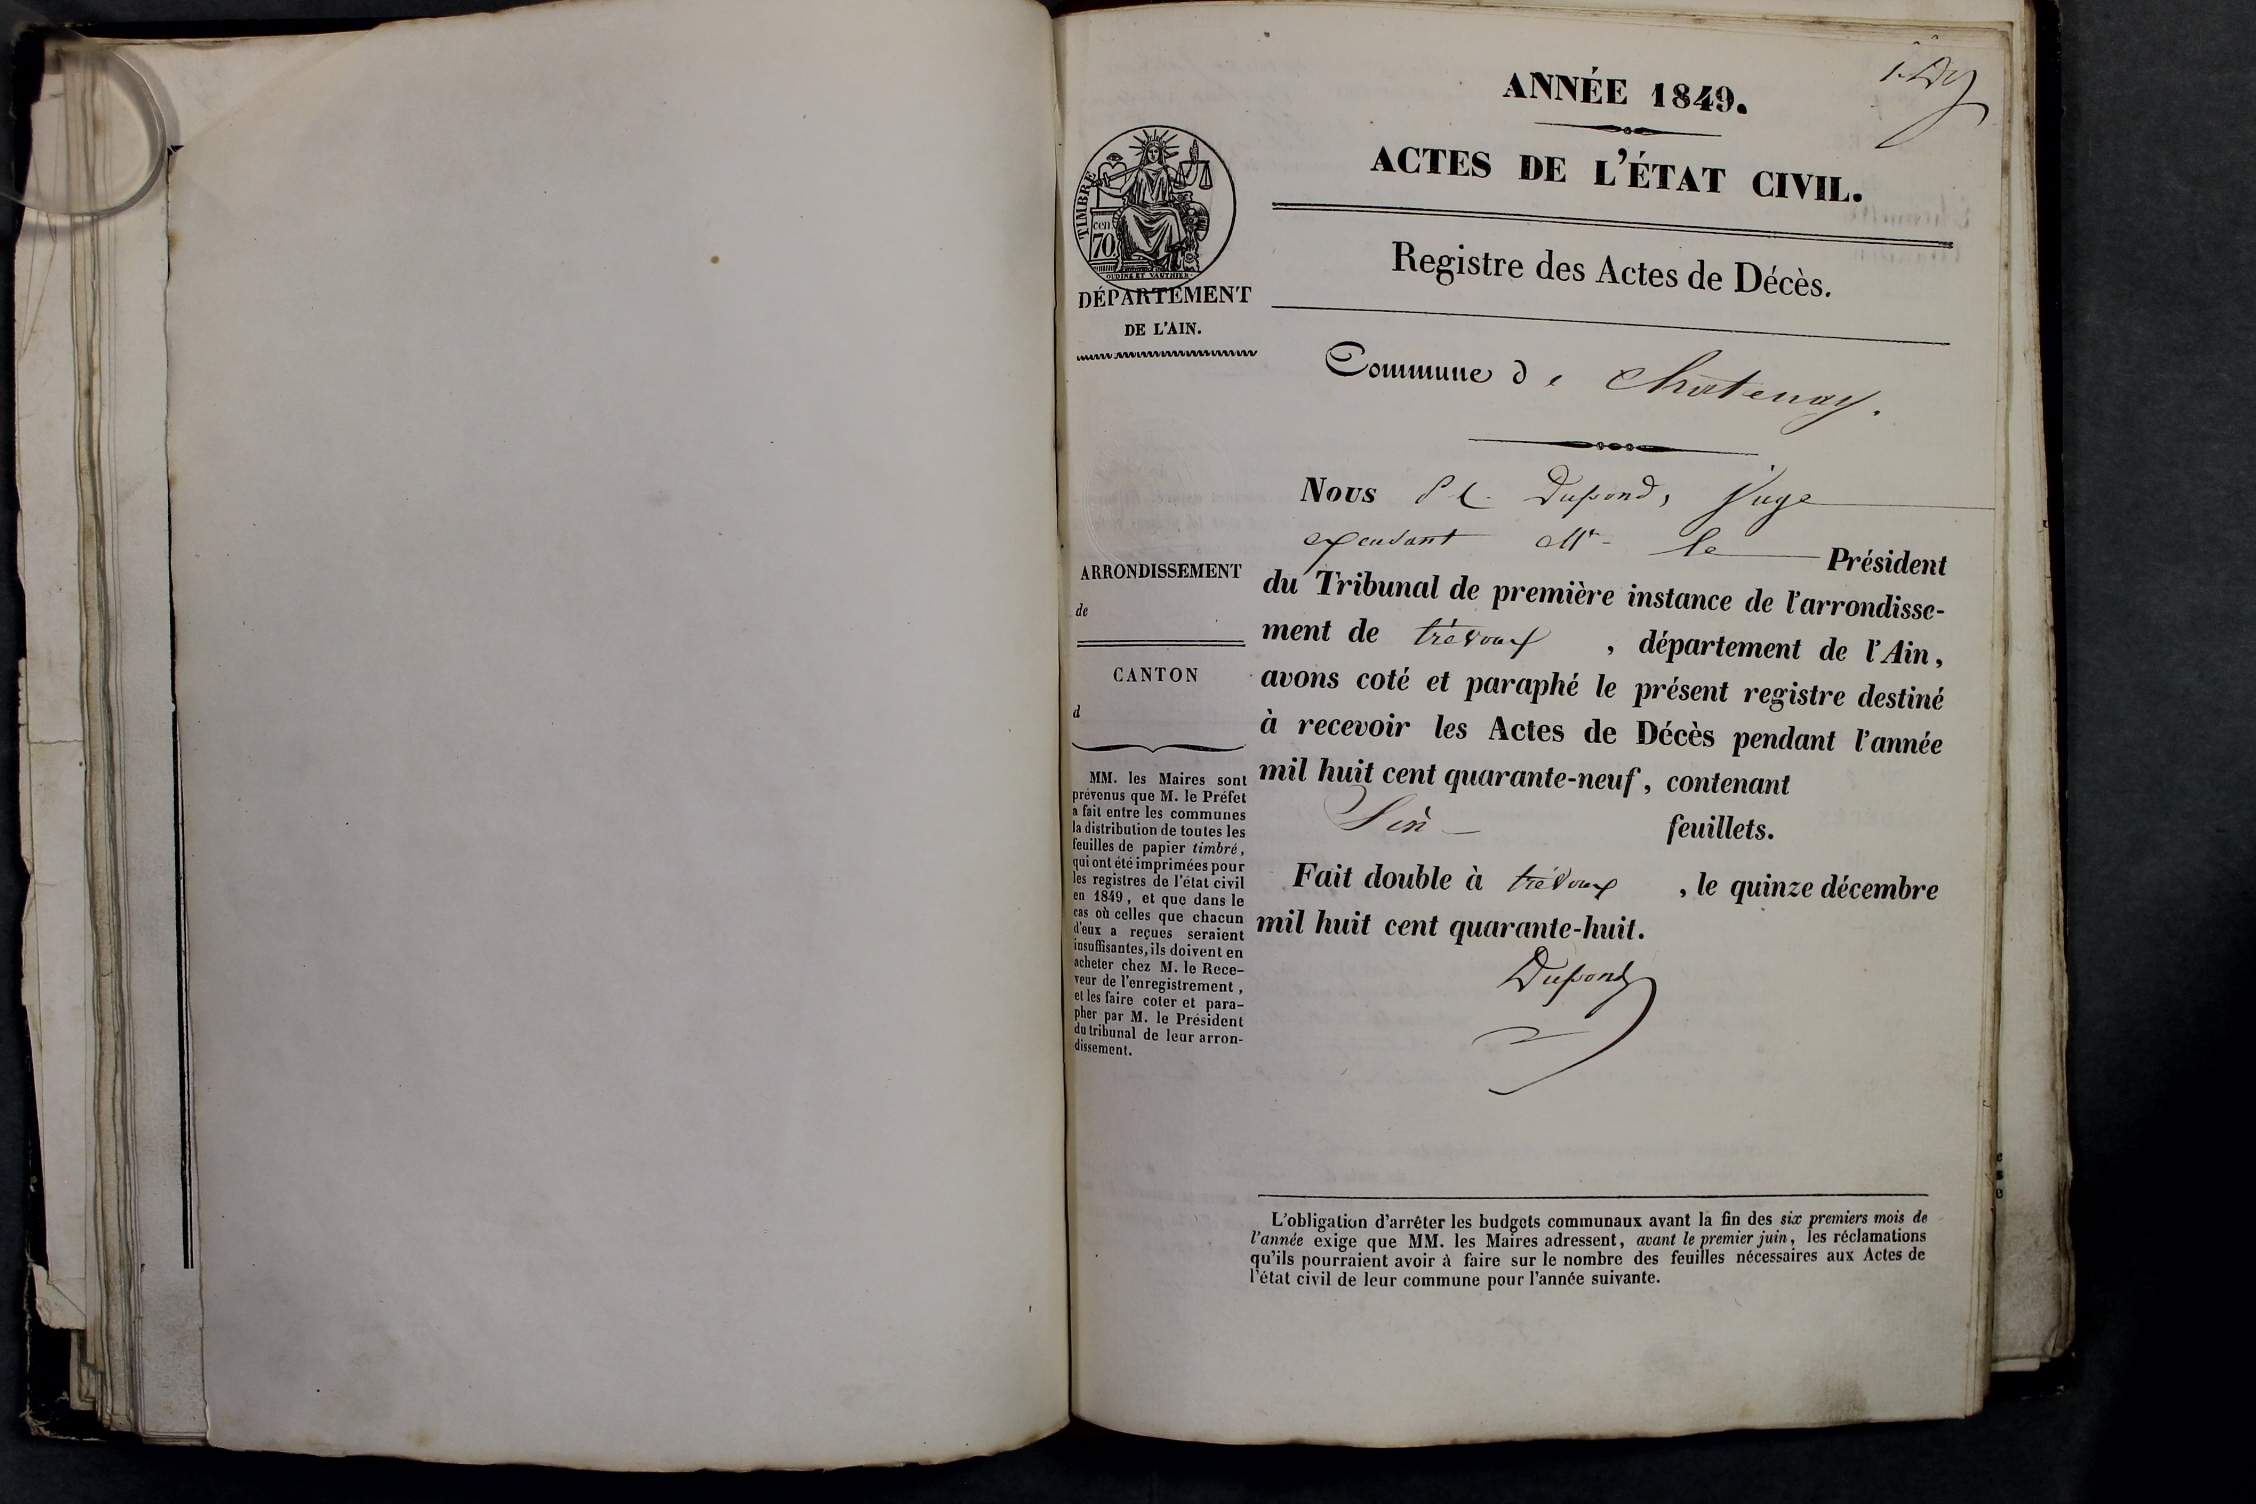 ANNÉE 1849.
ACTES DE L'ÉTAT CIVIL.
Registre des Actes de Décès.
TIMBRE
cen
70.
OUDINE ET VAUTHIER.
DÉPARTEMENT
DE L'AIN.
Commune de Chatenay.
Nous Dupond, Juge
Mr le Président
du Tribunal de première instance de l'arrondisse-
ment de trévoux, département de l'Ain,
avons coté et paraphé le présent registre destiné
à recevoir les Actes de Décès pendant l'année
mil huit cent quarante-neuf, contenant
feuillets.
Fait double à trévoux, le quinze décembre
mil huit cent quarante-huit.
Dupond
ARRONDISSEMENT
de
CANTON
d
MM. les Maires sont
prévenus que M. le Préfet
a fait entre les communes
la distribution de toutes les
feuilles de papier timbré,
qui ont été imprimées pour
les registres de l'état civil
en 1849, et que dans le
cas où celles que chacun
d'eux a reçues seraient
insuffisantes, ils doivent en
acheter chez M. le Rece-
veur de l'enregistrement,
et les faire coter et para-
pher par M. le Président
du tribunal de leur arron-
dissement.
L'obligation d'arrêter les budgets communaux avant la fin des six premiers mois de
l'année exige que MM. les Maires adressent, avant le premier juin, les réclamations
qu'ils pourraient avoir à faire sur le nombre des feuilles nécessaires aux Actes de
l'état civil de leur commune pour l'année suivante.